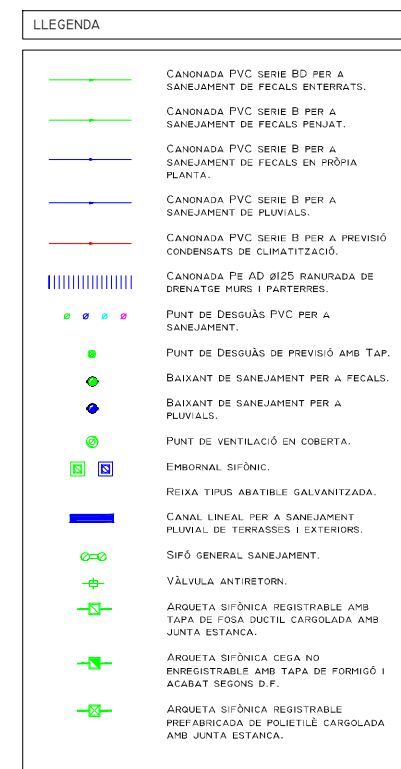 LLEGENDA
CANONADA PVC SERIE BD PER A
SANEJAMENT DE FECALS ENTERRATS.
CANONADA PVC SERIE B PER A
SANEJAMENT DE FECALS PENJAT.
CANONADA PVC SERIE B PER A
SANEJAMENT DE FECALS EN PRÒPIA
PLANTA.
CANONADA PVC SERIE B PER A
SANEJAMENT DE PLUVIALS.
CANONADA PVC SERIE B PER A PREVISIÓ
CONDENSATS DE CLIMATITZACIÓ.
CANONADA PE AD Ø125 RANURADA DE
DRENATGE MURS I PARTERRES.
PUNT DE DESGUÀS PVC PER A
SANEJAMENT.
PUNT DE DESGUÀS DE PREVISIÓ AMB TAP.
BAIXANT DE SANEJAMENT PER A FECALS.
BAIXANT DE SANEJAMENT PER A
PLUVIALS.
PUNT DE VENTILACIÓ EN COBERTA.
EMBORNAL SIFÒNIC.
REIXA TIPUS ABATIBLE GALVANITZADA.
CANAL LINEAL PER A SANEJAMENT
PLUVIAL DE TERRASSES I EXTERIORS.
SIFÓ GENERAL SANEJAMENT.
VÀLVULA ANTIRETORN.
ARQUETA SIFÒNICA REGISTRABLE AMB
TAPA DE FOSA DUCTIL CARGOLADA AMB
JUNTA ESTANCA.
ARQUETA SIFÒNICA CEGA NO
ENREGISTRABLE AMB TAPA DE FORMIGÓ I
ACABAT SEGONS D.F.
ARQUETA SIFÒNICA REGISTRABLE
PREFABRICADA DE POLIETILÈ CARGOLADA
AMB JUNTA ESTANCA.